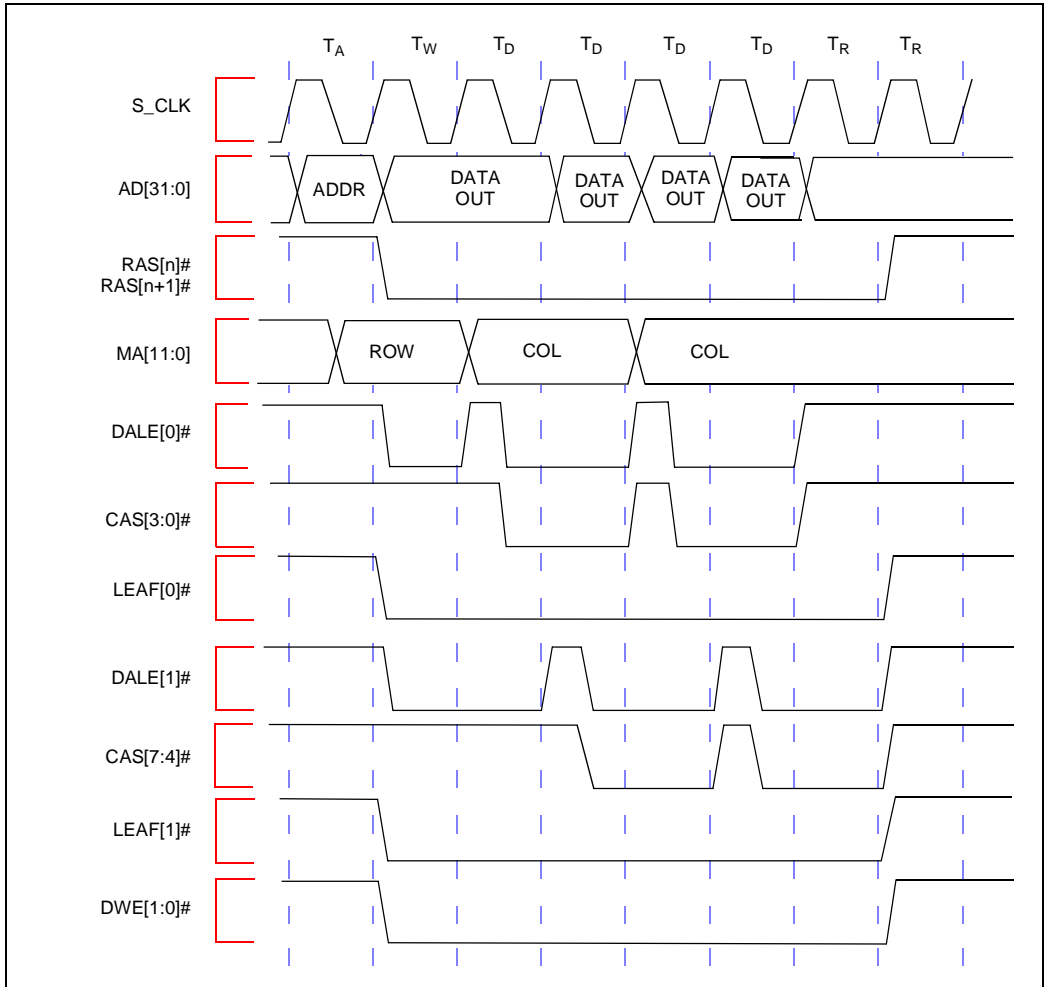 T_A T_W T_D T_D T_D T_D T_R T_R
S_CLK
AD[31:0] ADDR DATA OUT DATA OUT DATA OUT DATA OUT
RAS[n]#
RAS[n+1]#
MA[11:0] ROW COL COL
DALE[0]#
CAS[3:0]#
LEAF[0]#
DALE[1]#
CAS[7:4]#
LEAF[1]#
DWE[1:0]#